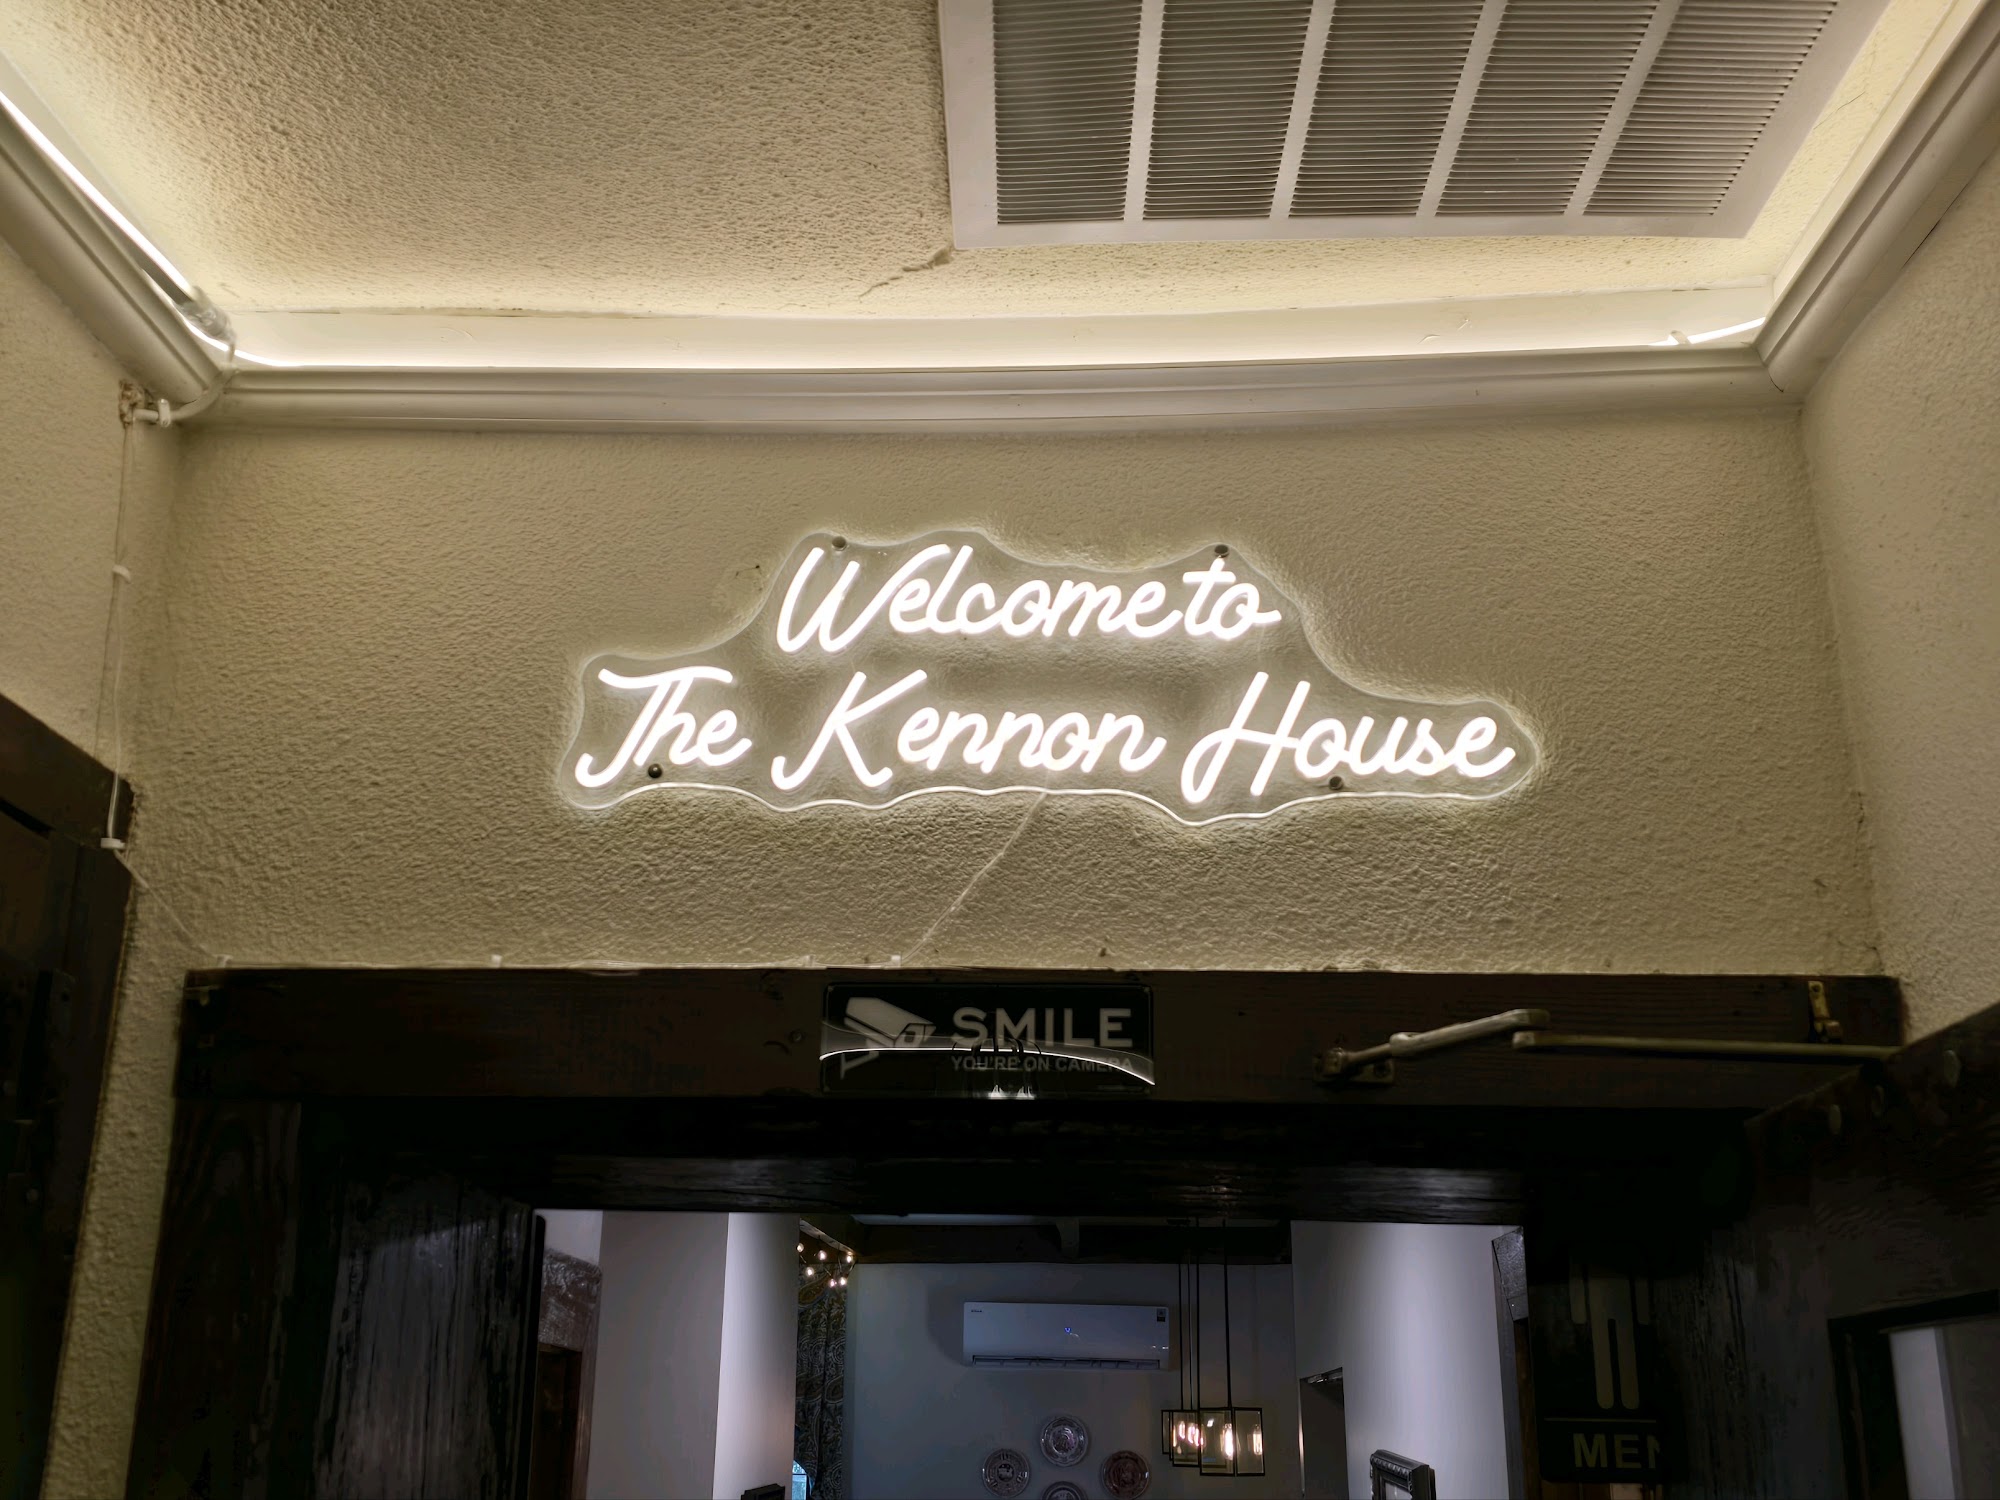 Welcome to
The Kennon House
SMILE
YOU'RE ON CAMERA
MEN